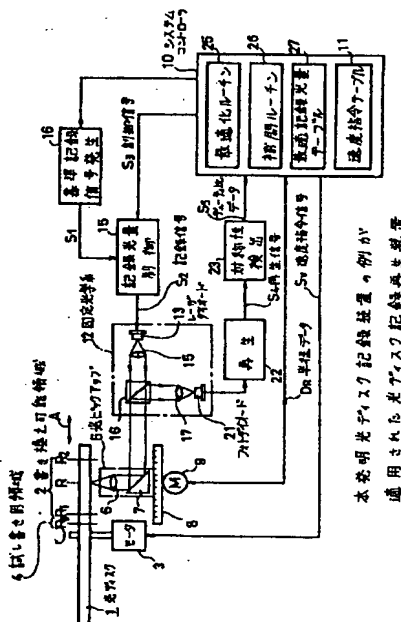 4 試し書き用領域
2 書き換え可能領域
R1
R
R2
A
1 光ディスク
モータ
3
8 光ピックアップ
6
7
8
M
9
12 固定光学系
16
15
13
レーザダイオード
17
21
フォトダイオード
基準記録信号発生
16
S1
記録光量制御
15
S2 記録信号
S3 制御信号
再生
22
S4 再生信号
対称性検出
23
S5
データ
DR 半径データ
SV 速度指令信号
10 システムコントローラ
最適化ルーチン
25
補間ルーチン
26
最適記録光量テーブル
27
速度指令テーブル
11
本発明光ディスク記録装置の例が
適用された光ディスク記録再生装置